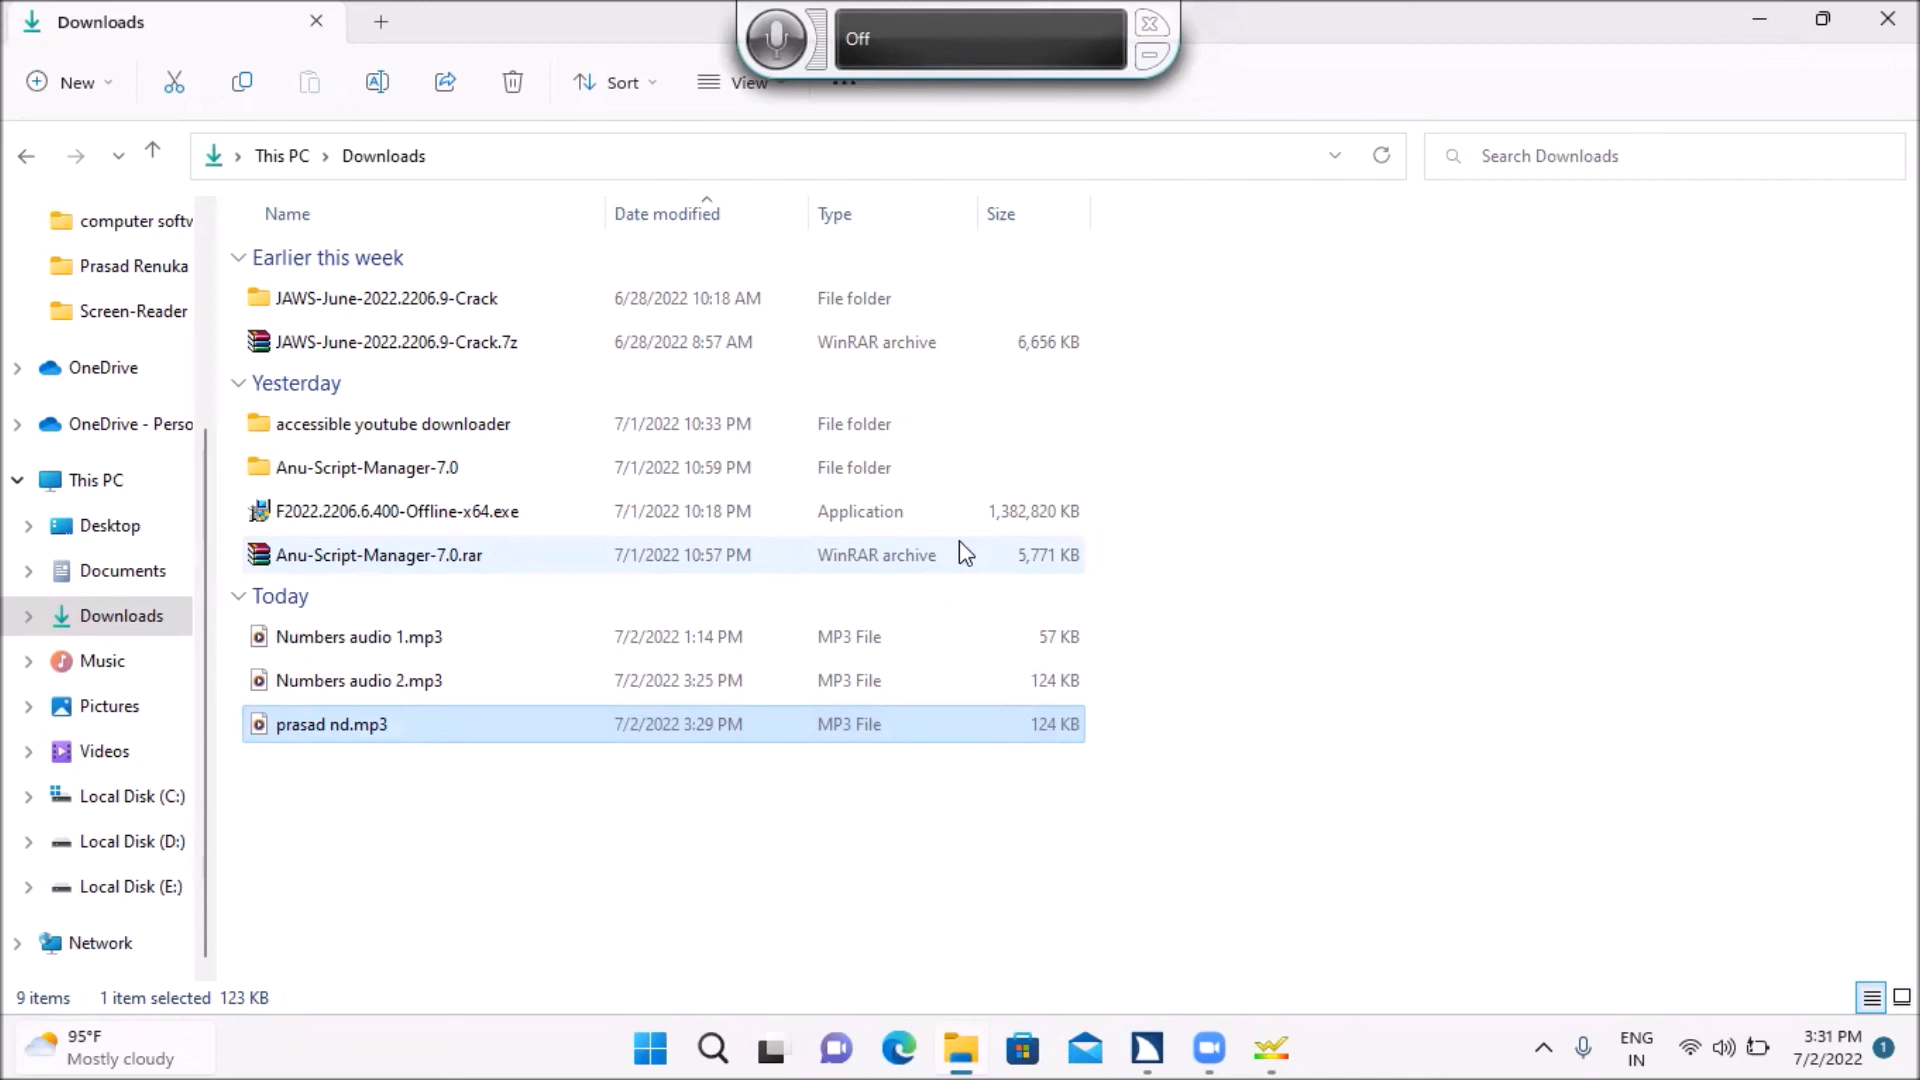 Downloads
Off
New
Sort
View
This PC
Downloads
Search Downloads
computer softw
Prasad Renuka
Screen-Reader
OneDrive
OneDrive - Perso
This PC
Desktop
Documents
Downloads
Music
Pictures
Videos
Local Disk (C:)
Local Disk (D:)
Local Disk (E:)
Network
Name Date modified Type Size
Earlier this week
JAWS-June-2022.2206.9-Crack 6/28/2022 10:18 AM File folder
JAWS-June-2022.2206.9-Crack.7z 6/28/2022 8:57 AM WinRAR archive 6,656 KB
Yesterday
accessible youtube downloader 7/1/2022 10:33 PM File folder
Anu-Script-Manager-7.0 7/1/2022 10:59 PM File folder
F2022.2206.6.400-Offline-x64.exe 7/1/2022 10:18 PM Application 1,382,820 KB
Anu-Script-Manager-7.0.rar 7/1/2022 10:57 PM WinRAR archive 5,771 KB
Today
Numbers audio 1.mp3 7/2/2022 1:14 PM MP3 File 57 KB
Numbers audio 2.mp3 7/2/2022 3:25 PM MP3 File 124 KB
prasad nd.mp3 7/2/2022 3:29 PM MP3 File 124 KB
9 items 1 item selected 123 KB
95°F
Mostly cloudy
ENG
IN
3:31 PM
7/2/2022
1